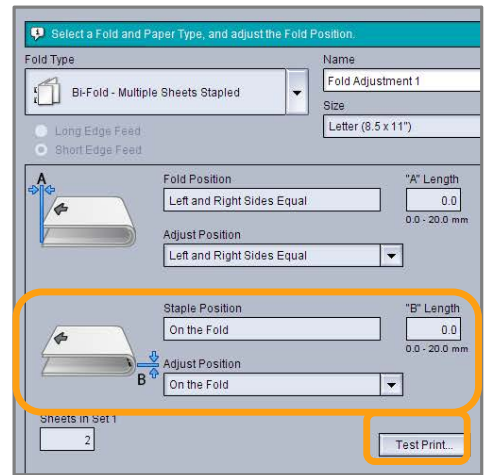 Select a Fold and Paper Type, and adjust the Fold Position.
Fold Type
Name
Bi-Fold - Multiple Sheets Stapled
Fold Adjustment 1
Size
Letter (8.5 x 11")
Long Edge Feed
Short Edge Feed
A
Fold Position
"A" Length
Left and Right Sides Equal
0.0
0.0 - 20.0 mm
Adjust Position
Left and Right Sides Equal
Staple Position
"B" Length
On the Fold
0.0
0.0 - 20.0 mm
B
Adjust Position
On the Fold
Sheets in Set 1
2
Test Print...